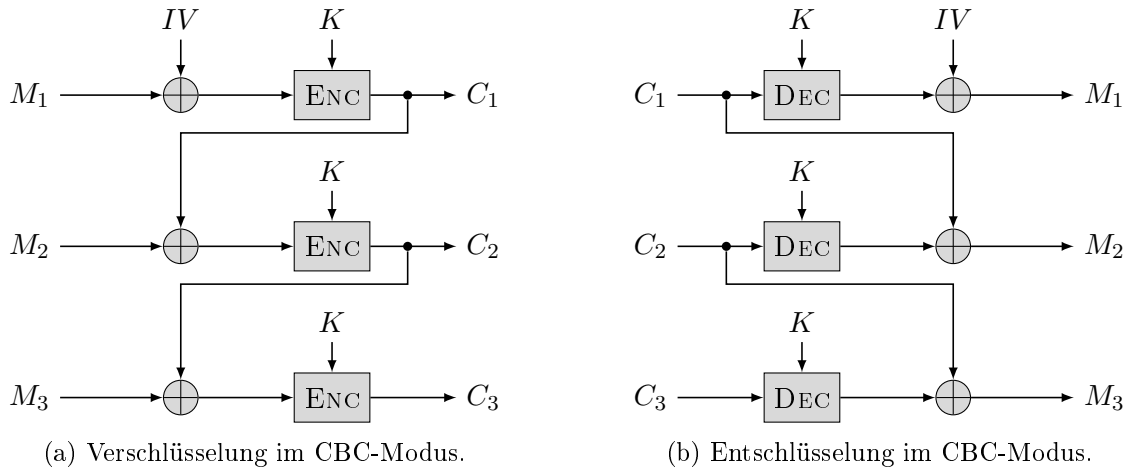 IV K K IV
M₁ ENC C₁ C₁ DEC M₁
K K
M₂ ENC C₂ C₂ DEC M₂
K K
M₃ ENC C₃ C₃ DEC M₃
(a) Verschlüsselung im CBC-Modus. (b) Entschlüsselung im CBC-Modus.